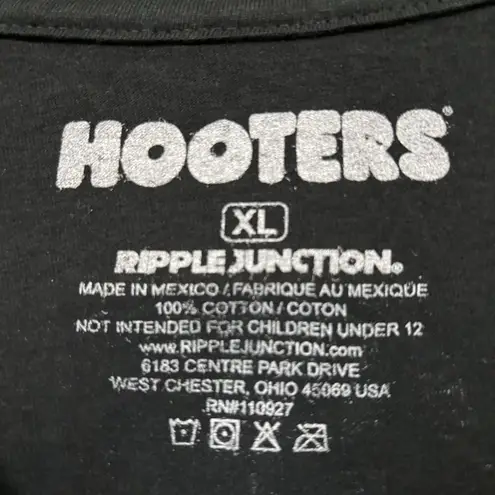 HOOTERS®
XL
RIPPLE JUNCTION®
MADE IN MEXICO / FABRIQUE AU MEXIQUE
100% COTTON / COTON
NOT INTENDED FOR CHILDREN UNDER 12
www.RIPPLEJUNCTION.com
6183 CENTRE PARK DRIVE
WEST CHESTER, OHIO 45069 USA
RN#110927